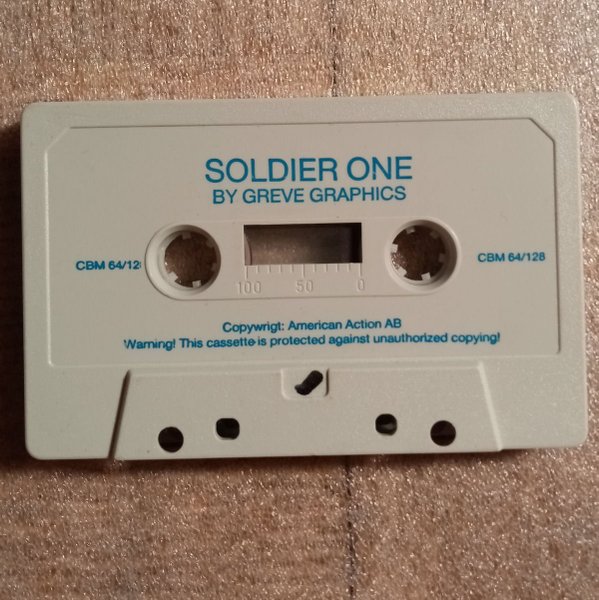 SOLDIER ONE
BY GREVE GRAPHICS
CBM 64/128
CBM 64/128
100 50 0
Copywrigt: American Action AB
Warning! This cassette is protected against unauthorized copying!